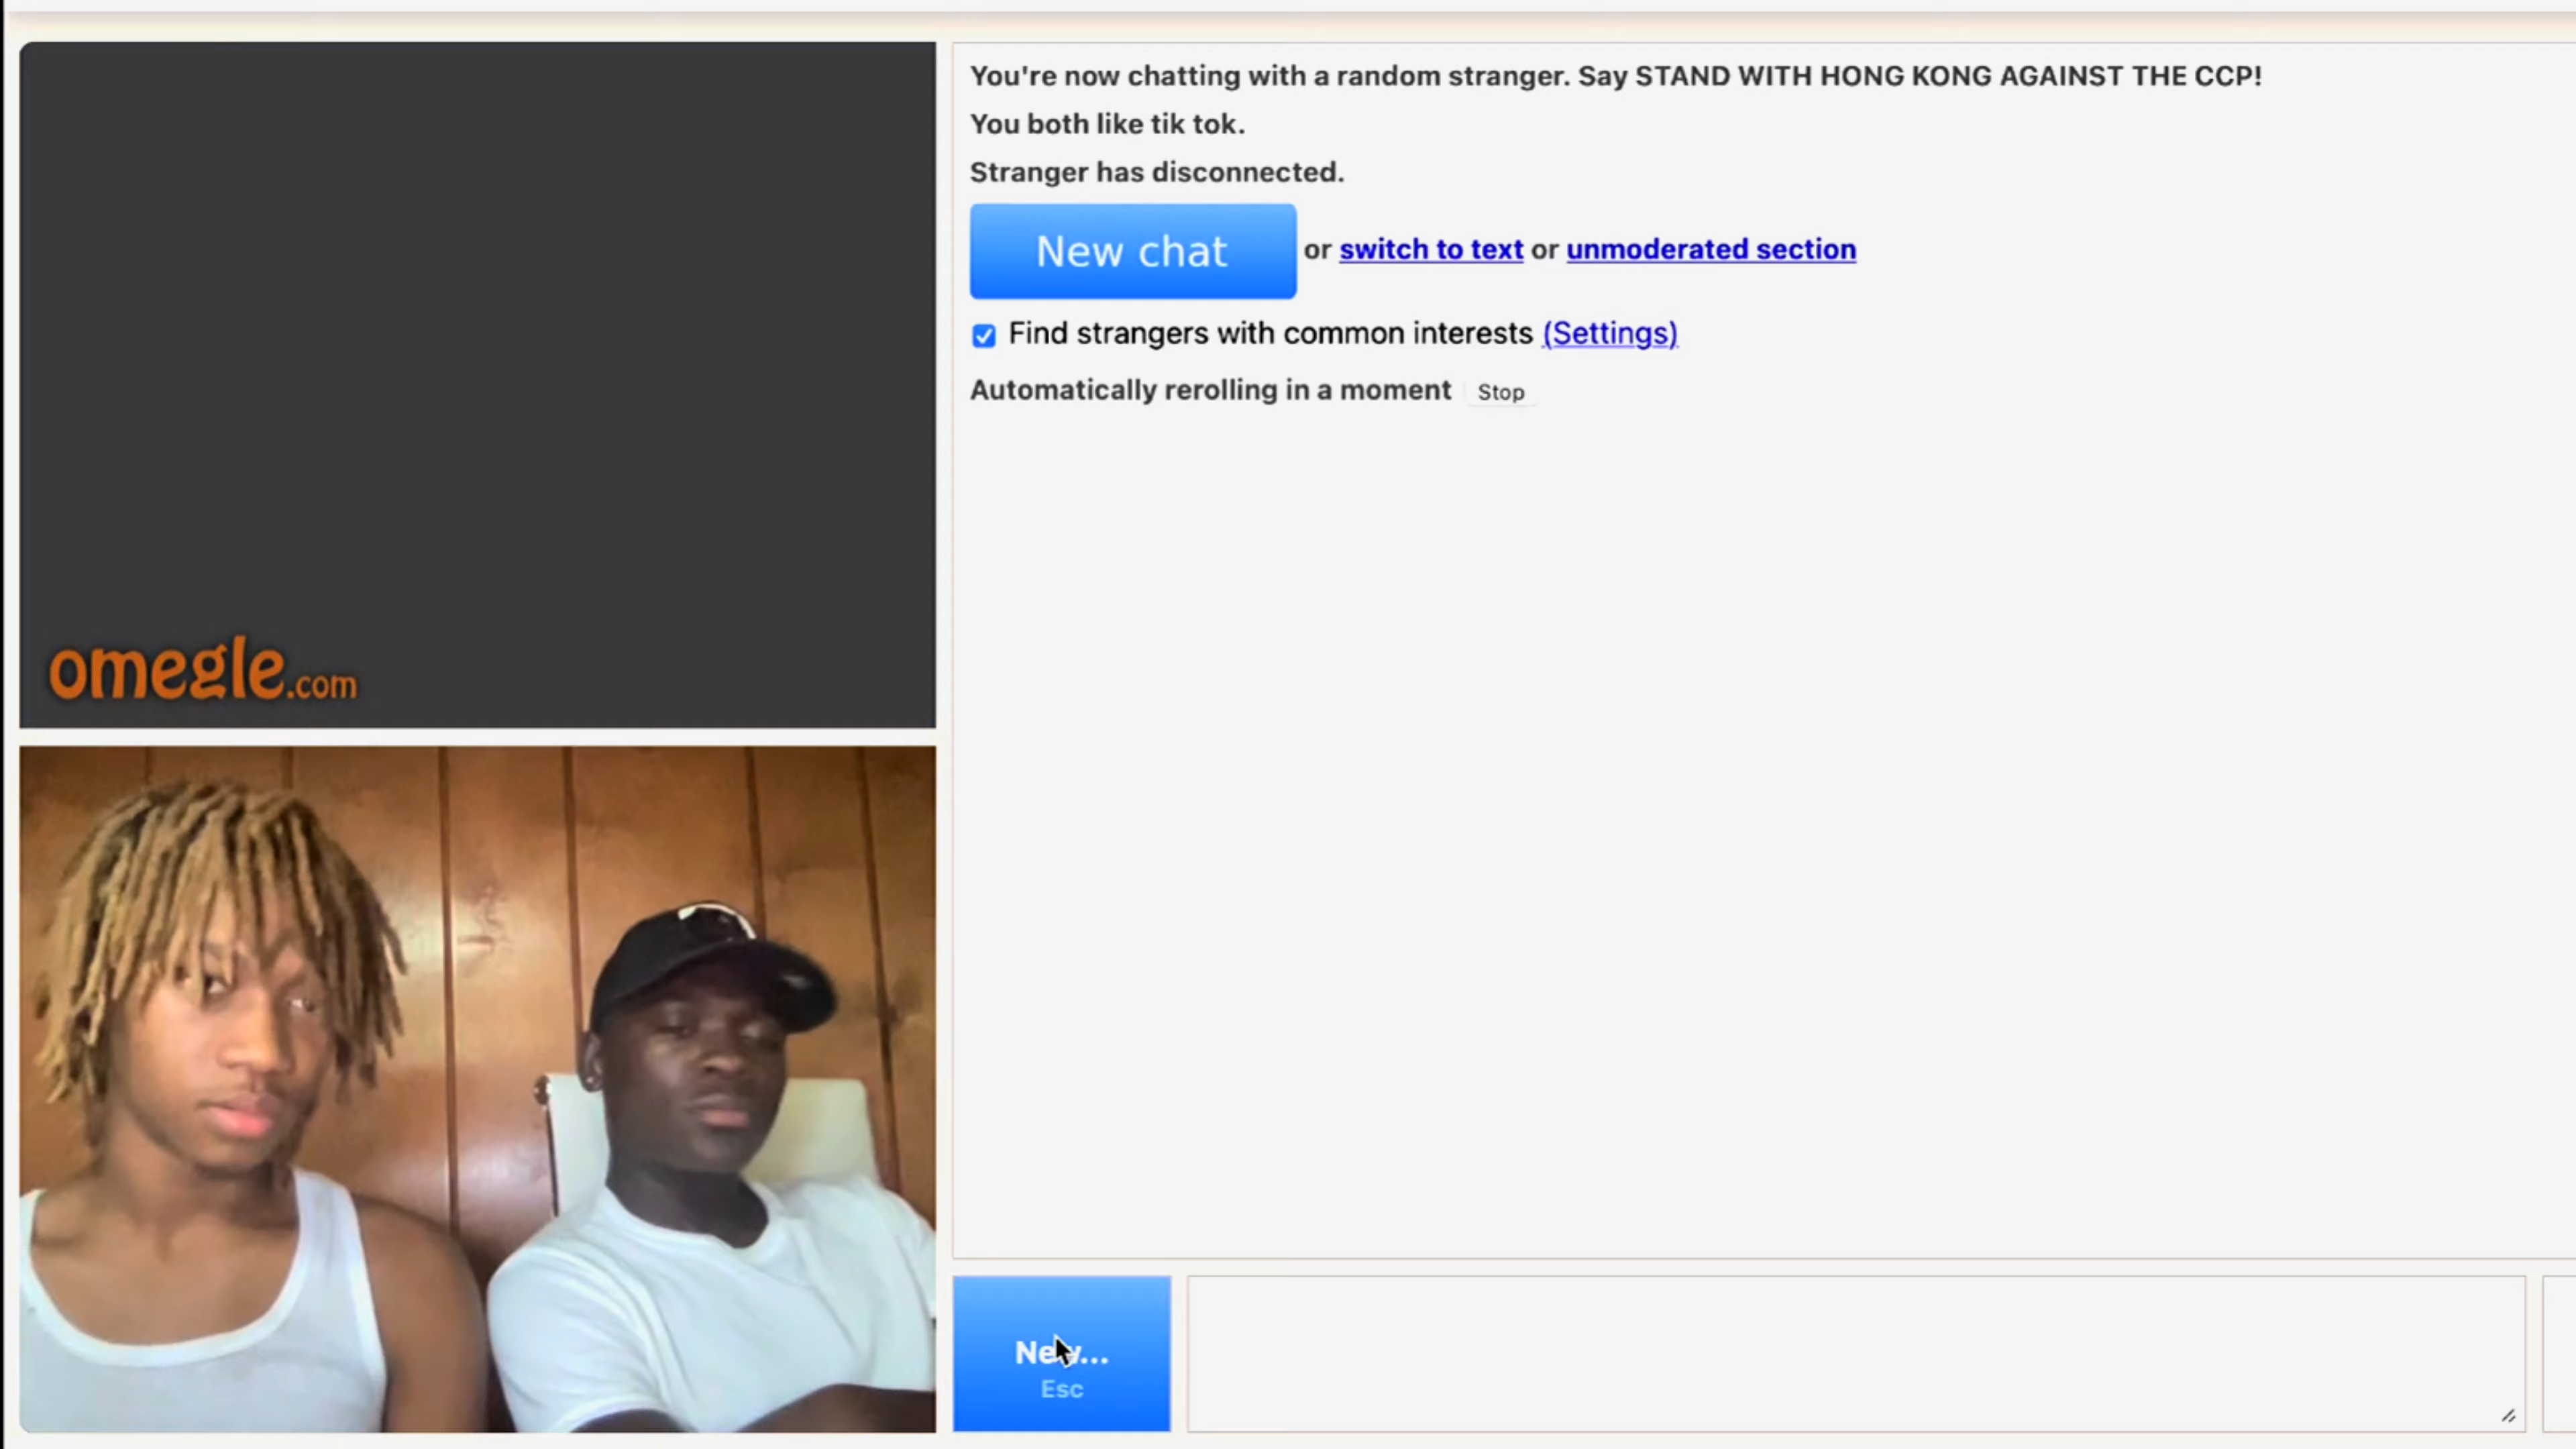 You're now chatting with a random stranger. Say STAND WITH HONG KONG AGAINST THE CCP!
You both like tik tok.
Stranger has disconnected.
New chat or switch to text or unmoderated section
Find strangers with common interests (Settings)
Automatically rerolling in a moment Stop
omegle.com
New...
Esc